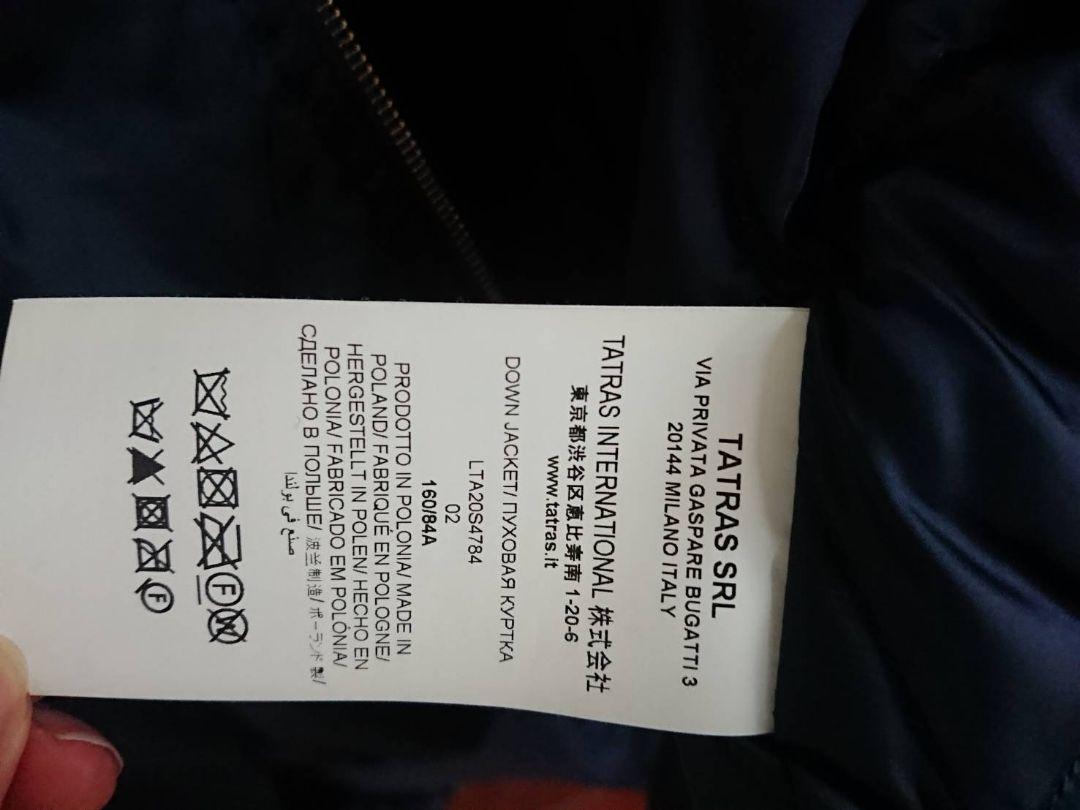 TATRAS SRL
VIA PRIVATA GASPARE BUGATTI 3
20144 MILANO ITALY
TATRAS INTERNATIONAL 株式会社
東京都渋谷区恵比寿南 1-20-6
www.tatras.it
DOWN JACKET/ ПУХОВАЯ КУРТКА
LTA20S4784
02
160/84A
PRODOTTO IN POLONIA/ MADE IN
POLAND/ FABRIQUÉ EN POLOGNE/
HERGESTELLT IN POLEN/ HECHO EN
POLONIA/ FABRICADO EM POLÓNIA/
СДЕЛАНО В ПОЛЬШЕ/ 波兰制造/ ポーランド製/
صنع في بولندا
F W
F